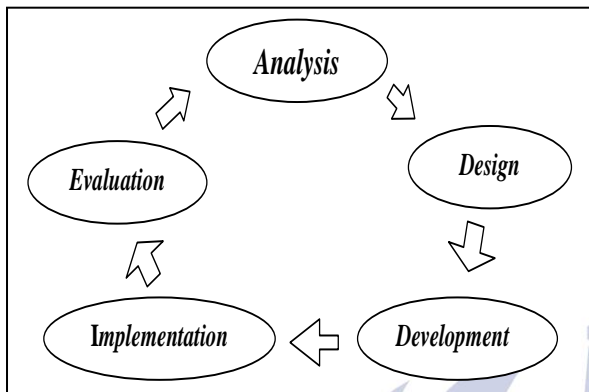 Analysis
Design
Evaluation
Implementation
Development